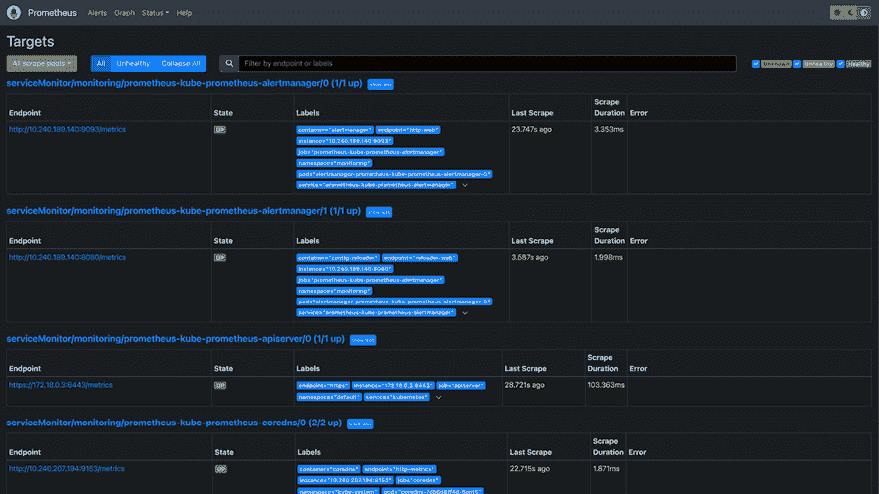 Prometheus Alerts Graph Status Help
Targets
All scrape pools All Unhealthy Collapse All Filter by endpoint or labels Unknown Unhealthy Healthy
serviceMonitor/monitoring/prometheus-kube-prometheus-alertmanager/0 (1/1 up) show less
Endpoint State Labels Last Scrape Scrape Duration Error
http://10.240.189.140:9093/metrics UP container="alertmanager" endpoint="http-web" 23.747s ago 3.353ms
instance="10.240.189.140:9093"
job="prometheus-kube-prometheus-alertmanager"
namespace="monitoring"
pod="alertmanager-prometheus-kube-prometheus-alertmanager-0"
service="prometheus-kube-prometheus-alertmanager"
serviceMonitor/monitoring/prometheus-kube-prometheus-alertmanager/1 (1/1 up) show less
Endpoint State Labels Last Scrape Scrape Duration Error
http://10.240.189.140:8080/metrics UP container="config-reloader" endpoint="reloader-web" 3.587s ago 1.998ms
instance="10.240.189.140:8080"
job="prometheus-kube-prometheus-alertmanager"
namespace="monitoring"
pod="alertmanager-prometheus-kube-prometheus-alertmanager-0"
service="prometheus-kube-prometheus-alertmanager"
serviceMonitor/monitoring/prometheus-kube-prometheus-apiserver/0 (1/1 up) show less
Endpoint State Labels Last Scrape Scrape Duration Error
https://172.18.0.3:6443/metrics UP endpoint="https" instance="172.18.0.3:6443" job="apiserver" 28.721s ago 103.363ms
namespace="default" service="kubernetes"
serviceMonitor/monitoring/prometheus-kube-prometheus-coredns/0 (2/2 up) show less
Endpoint State Labels Last Scrape Scrape Duration Error
http://10.240.207.194:9153/metrics UP container="coredns" endpoint="http-metrics" 22.715s ago 1.871ms
instance="10.240.207.194:9153" job="coredns"
namespace="kube-system"